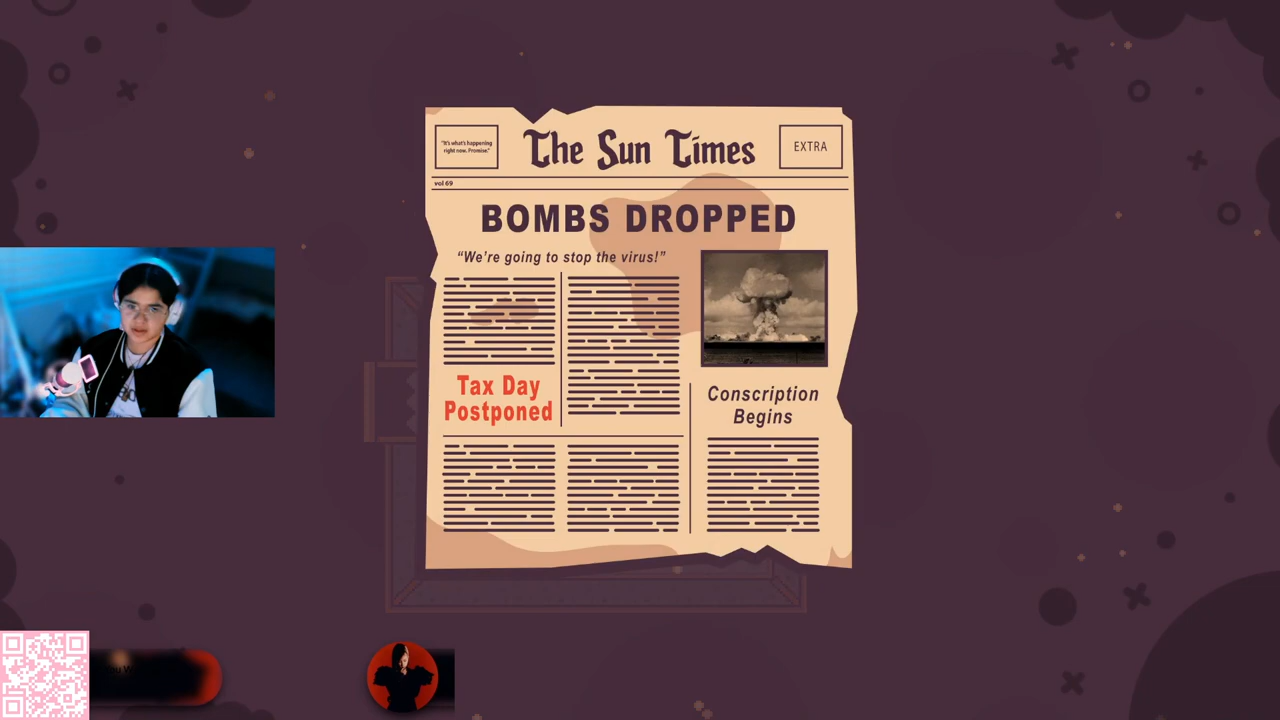 "It's what's happening
right now. Promise."
The Sun Times
EXTRA
vol 69
BOMBS DROPPED
“We’re going to stop the virus!”
Tax Day
Postponed
Conscription
Begins